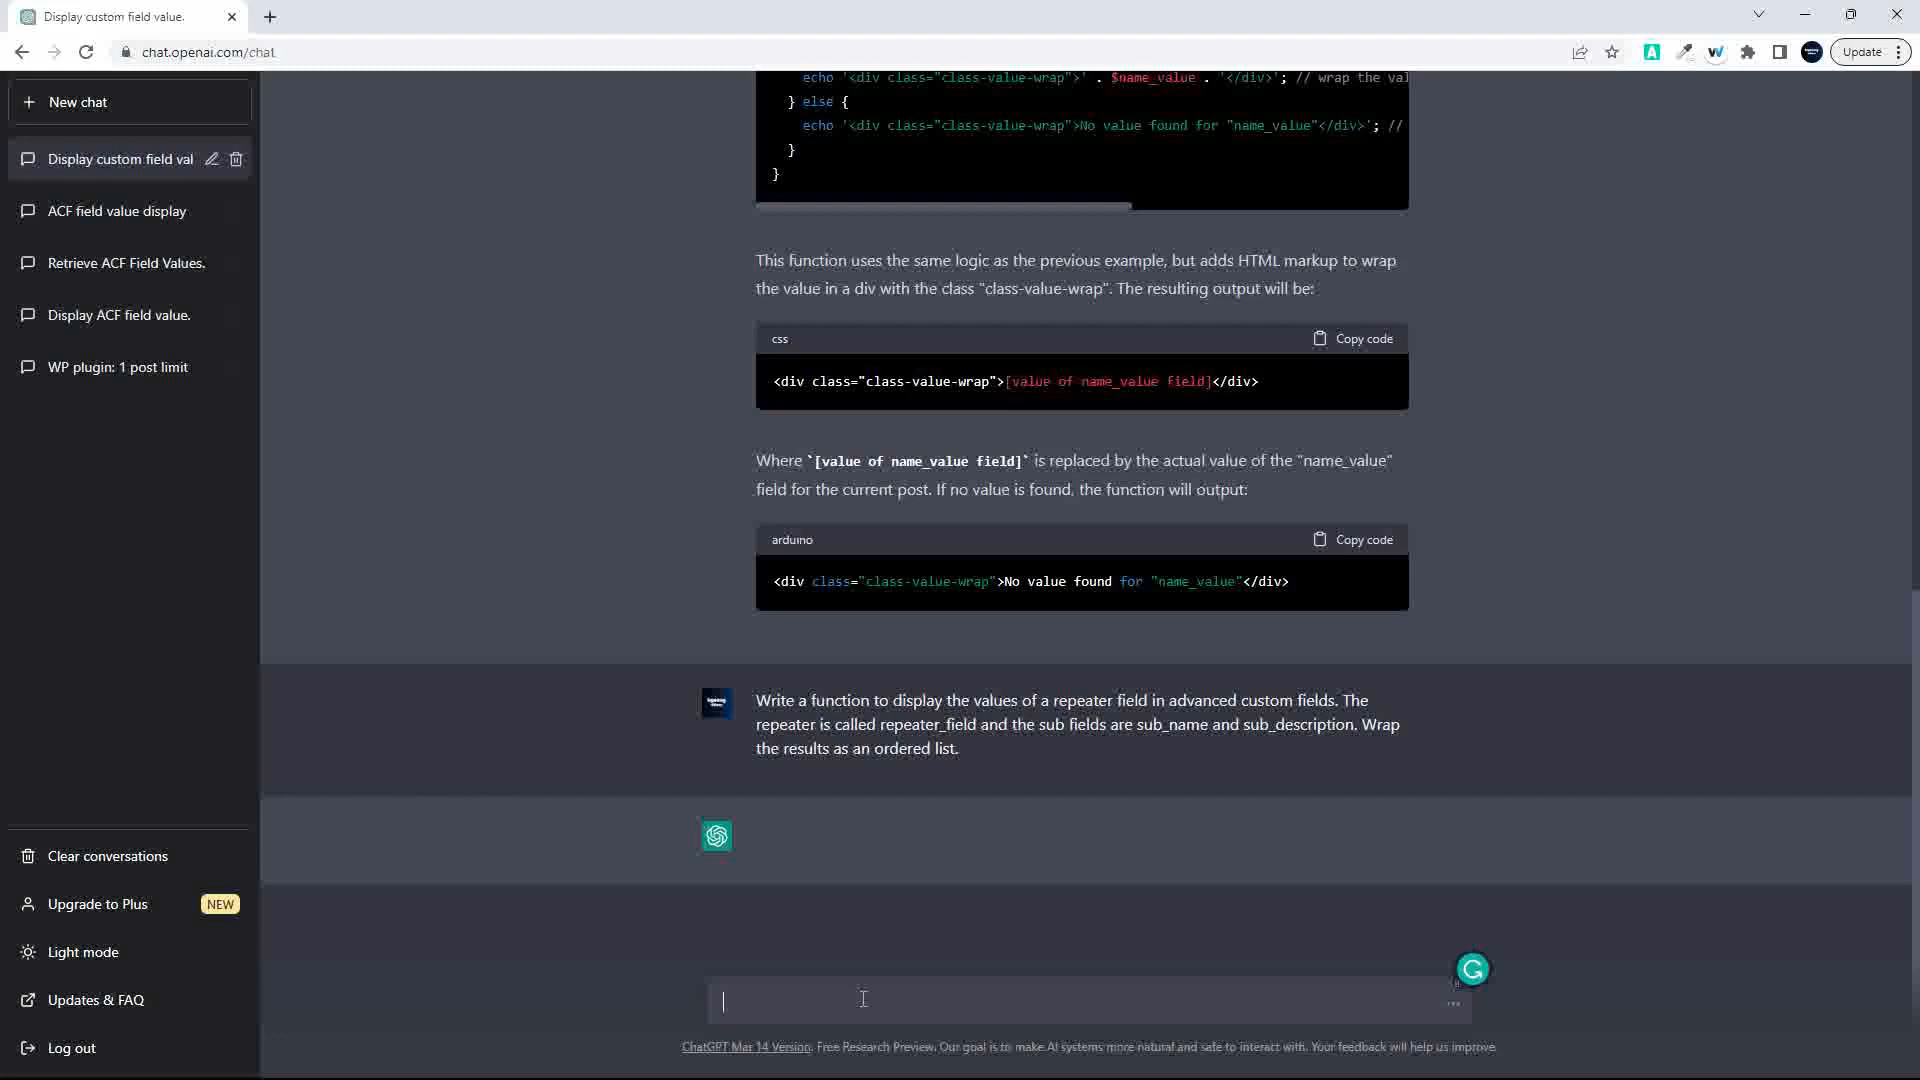 Display custom field value.
chat.openai.com/chat
Update
New chat
Display custom field val
ACF field value display
Retrieve ACF Field Values.
Display ACF field value.
WP plugin: 1 post limit
Clear conversations
Upgrade to Plus NEW
Light mode
Updates & FAQ
Log out
echo '<div class="class-value-wrap">' . $name_value . '</div>'; // wrap the val
} else {
echo '<div class="class-value-wrap">No value found for "name_value"</div>'; //
}
}
This function uses the same logic as the previous example, but adds HTML markup to wrap
the value in a div with the class "class-value-wrap". The resulting output will be:
css Copy code
<div class="class-value-wrap">[value of name_value field]</div>
Where `[value of name_value field]` is replaced by the actual value of the "name_value"
field for the current post. If no value is found, the function will output:
arduino Copy code
<div class="class-value-wrap">No value found for "name_value"</div>
Write a function to display the values of a repeater field in advanced custom fields. The
repeater is called repeater_field and the sub fields are sub_name and sub_description. Wrap
the results as an ordered list.
ChatGPT Mar 14 Version. Free Research Preview. Our goal is to make AI systems more natural and safe to interact with. Your feedback will help us improve.